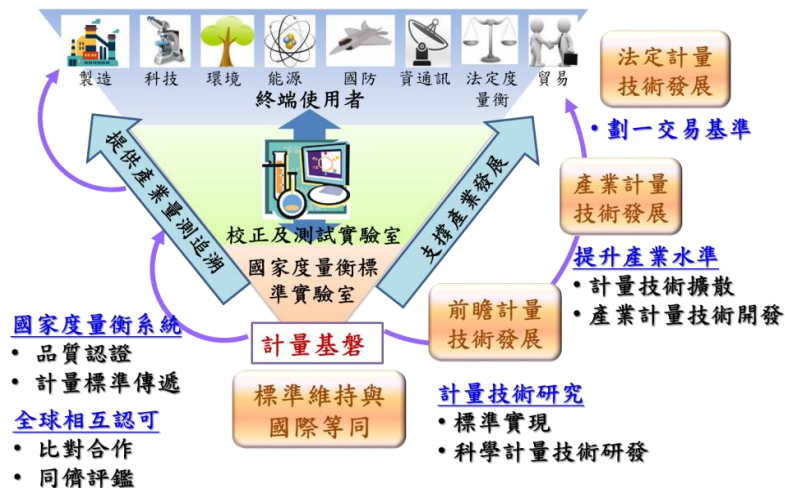 製造
科技
環境
能源
國防
資通訊
法定度
量衡
貿易
終端使用者
提供產業量測追溯
支撐產業發展
校正及測試實驗室
國家度量衡標
準實驗室
計量基磐
標準維持與
國際等同
法定計量
技術發展
•劃一交易基準
產業計量
技術發展
提升產業水準
•計量技術擴散
•產業計量技術開發
前瞻計量
技術發展
計量技術研究
•標準實現
•科學計量技術研發
國家度量衡系統
• 品質認證
• 計量標準傳遞
全球相互認可
• 比對合作
• 同儕評鑑